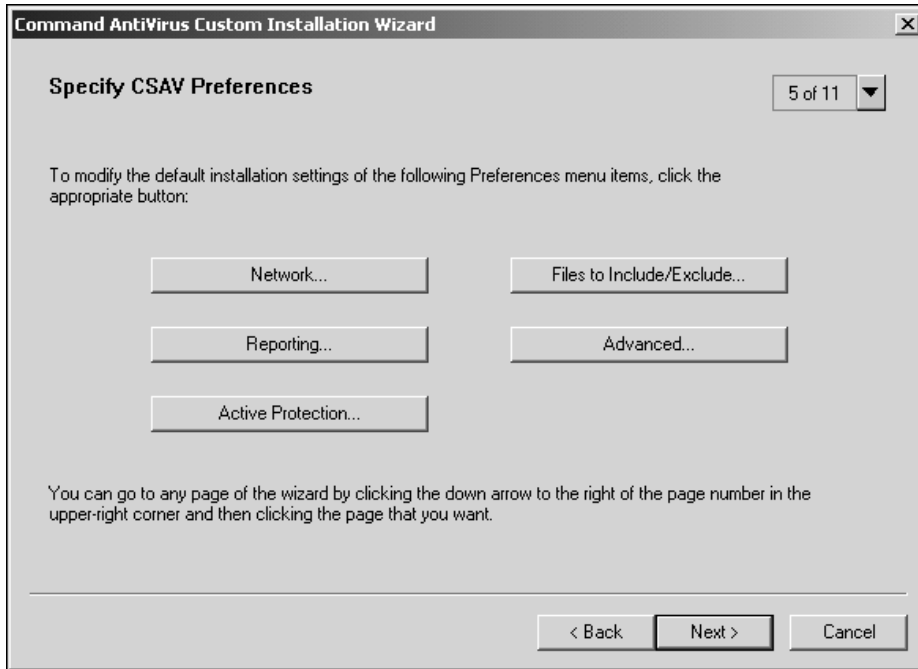 Command AntiVirus Custom Installation Wizard
Specify CSAV Preferences
5 of 11
To modify the default installation settings of the following Preferences menu items, click the
appropriate button:
Network...
Files to Include/Exclude...
Reporting...
Advanced...
Active Protection...
You can go to any page of the wizard by clicking the down arrow to the right of the page number in the
upper-right corner and then clicking the page that you want.
< Back
Next >
Cancel